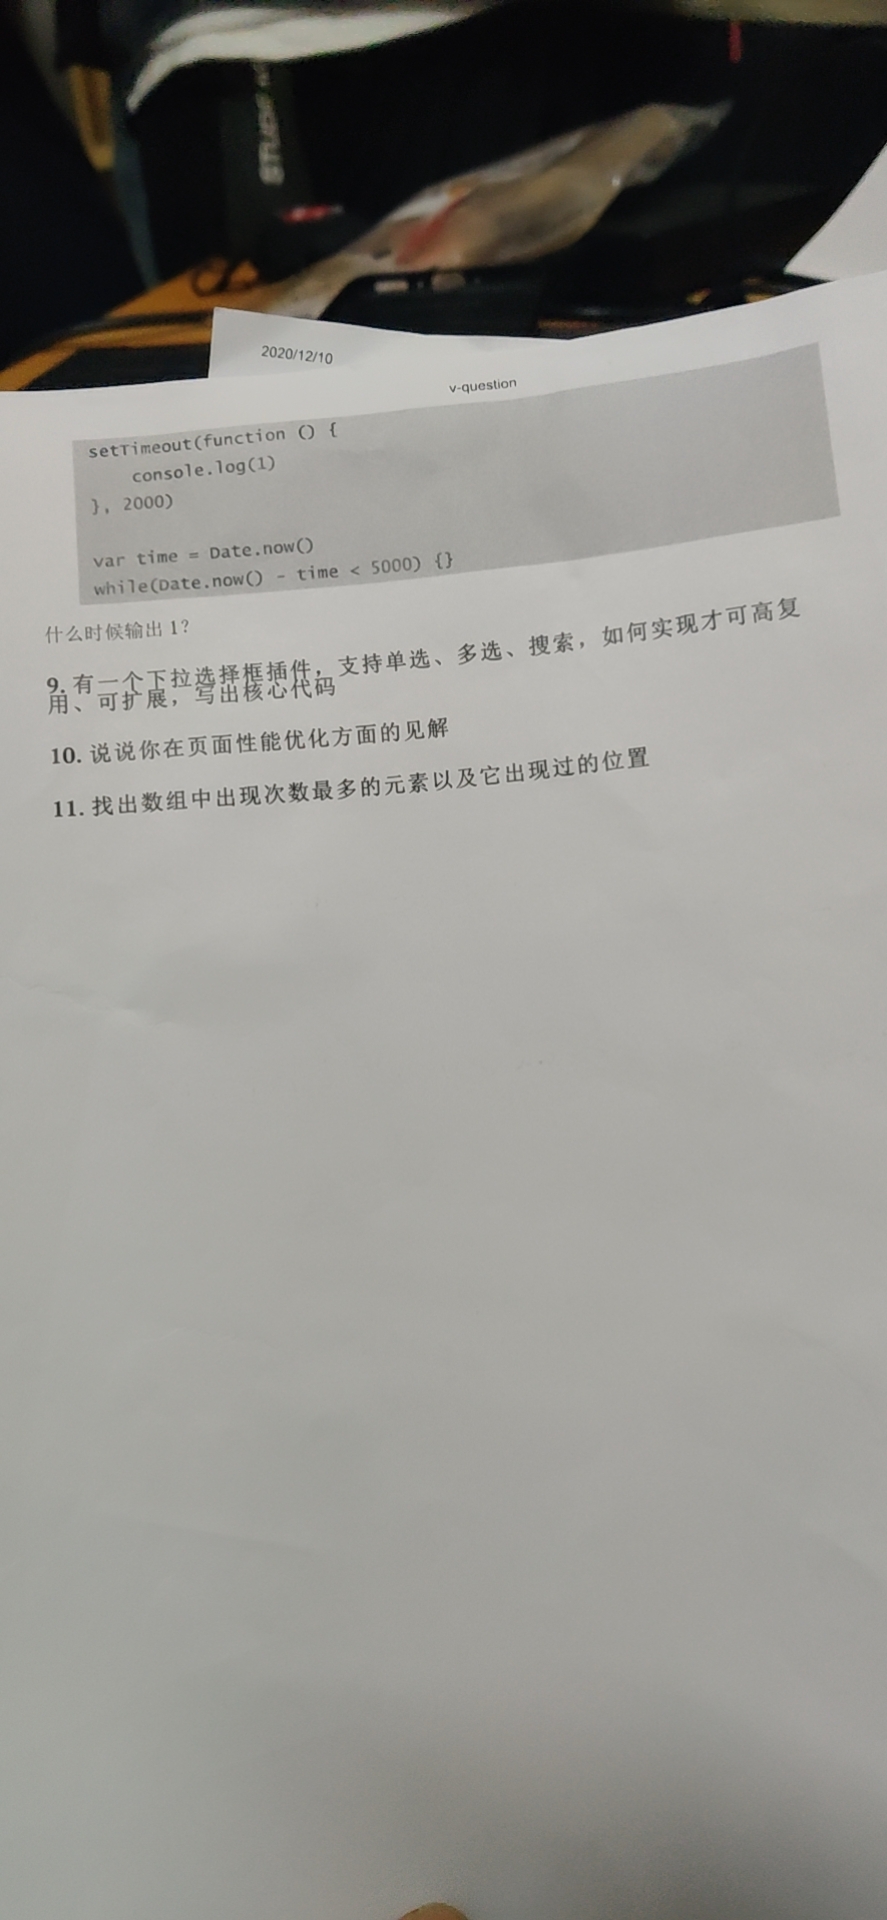 2020/12/10
v-question
setTimeout(function () {
    console.log(1)
}, 2000)
var time = Date.now()
while(Date.now() - time < 5000) {}
什么时候输出 1？
9. 有一个下拉选择框插件，支持单选、多选、搜索，如何实现才可高复
用、可扩展，写出核心代码
10. 说说你在页面性能优化方面的见解
11. 找出数组中出现次数最多的元素以及它出现过的位置